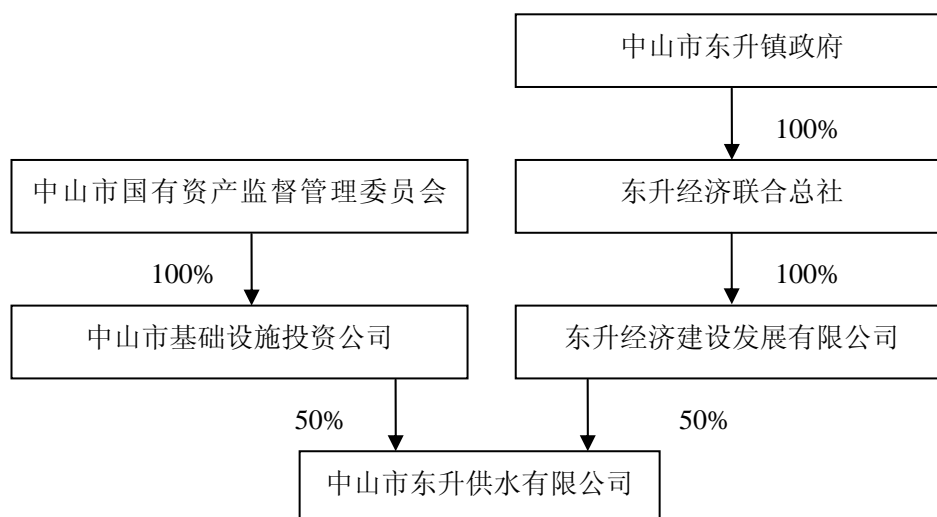 中山市东升镇政府
100%
中山市国有资产监督管理委员会
东升经济联合总社
100%
100%
中山市基础设施投资公司
东升经济建设发展有限公司
50%
50%
中山市东升供水有限公司